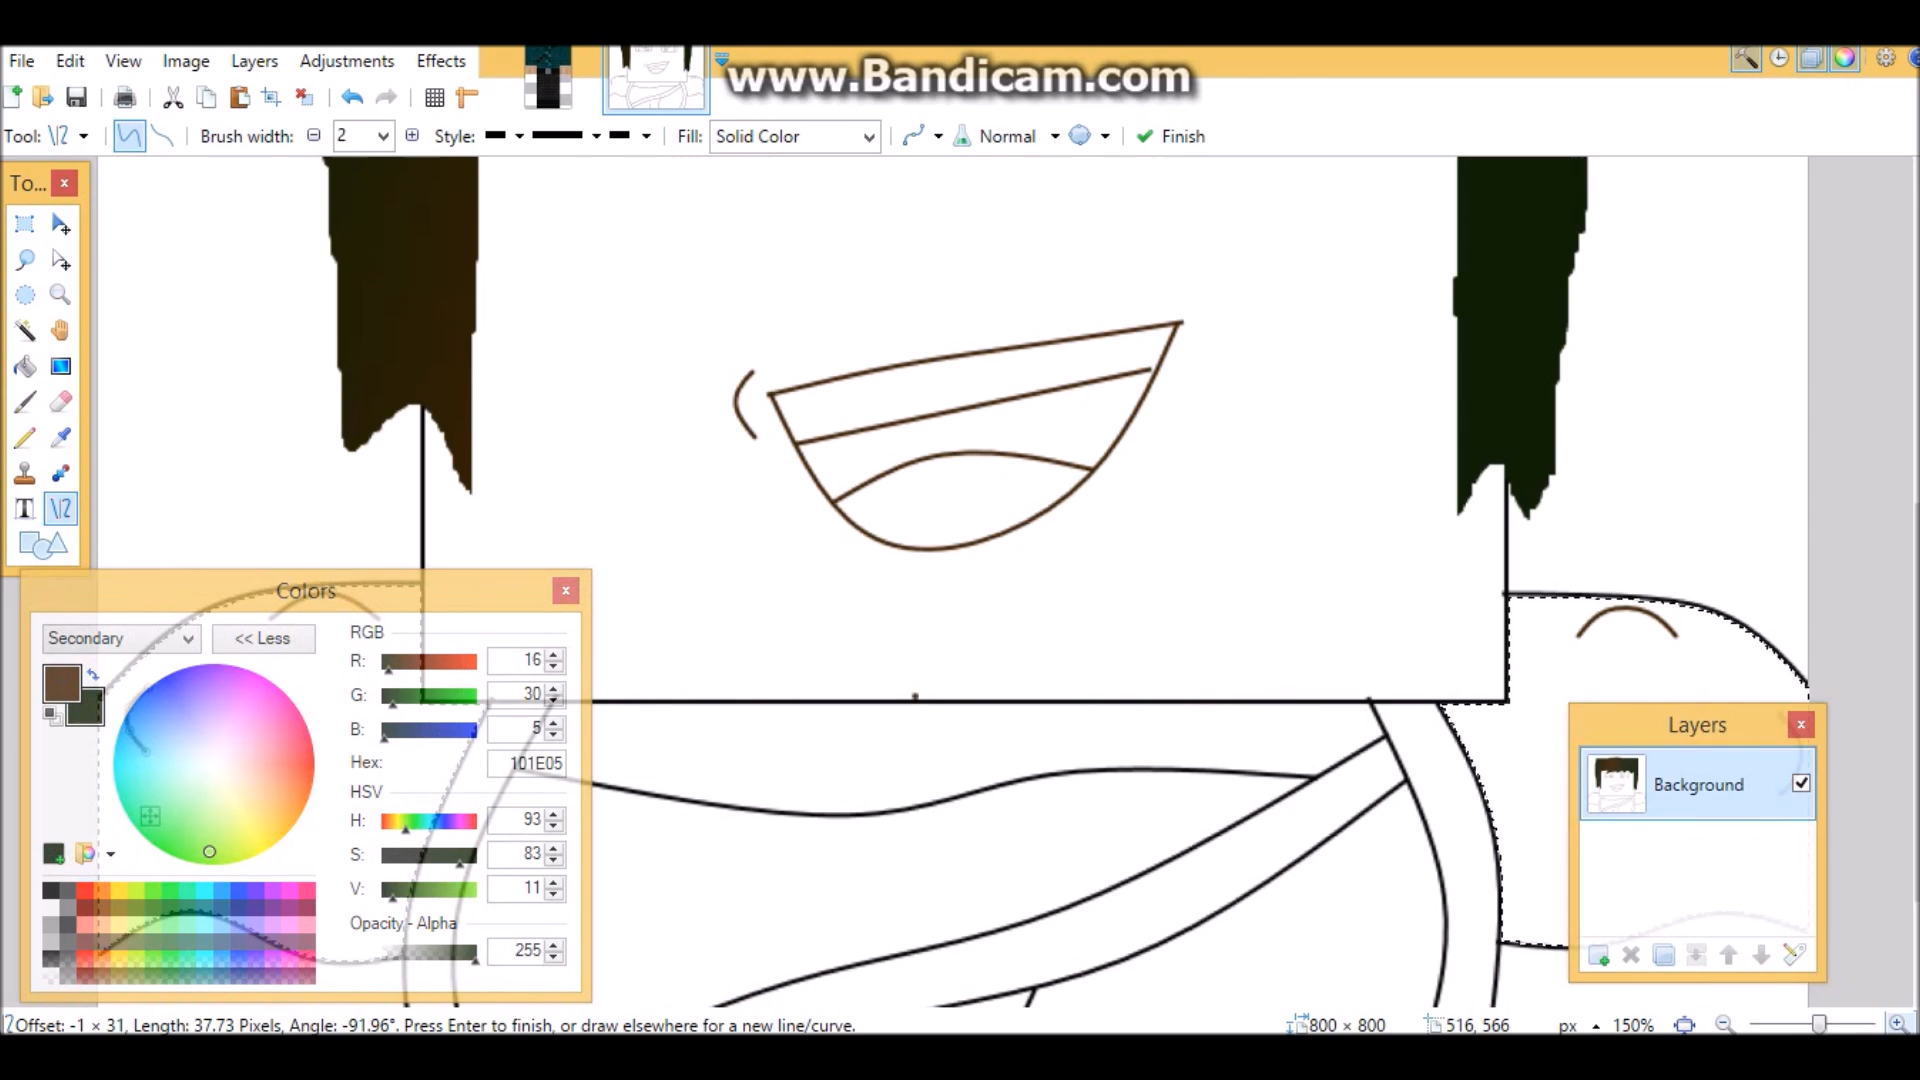 File Edit View Image Layers Adjustments Effects
www.Bandicam.com
Tool: Brush width: 2 Style: Fill: Solid Color Normal Finish
To...
Colors
Secondary << Less
RGB
R: 16
G: 30
B: 5
Hex: 101E05
HSV
H: 93
S: 83
V: 11
Opacity - Alpha
255
Layers
Background
Offset: -1 × 31, Length: 37.73 Pixels, Angle: -91.96°. Press Enter to finish, or draw elsewhere for a new line/curve. 800 × 800 516, 566 px 150%